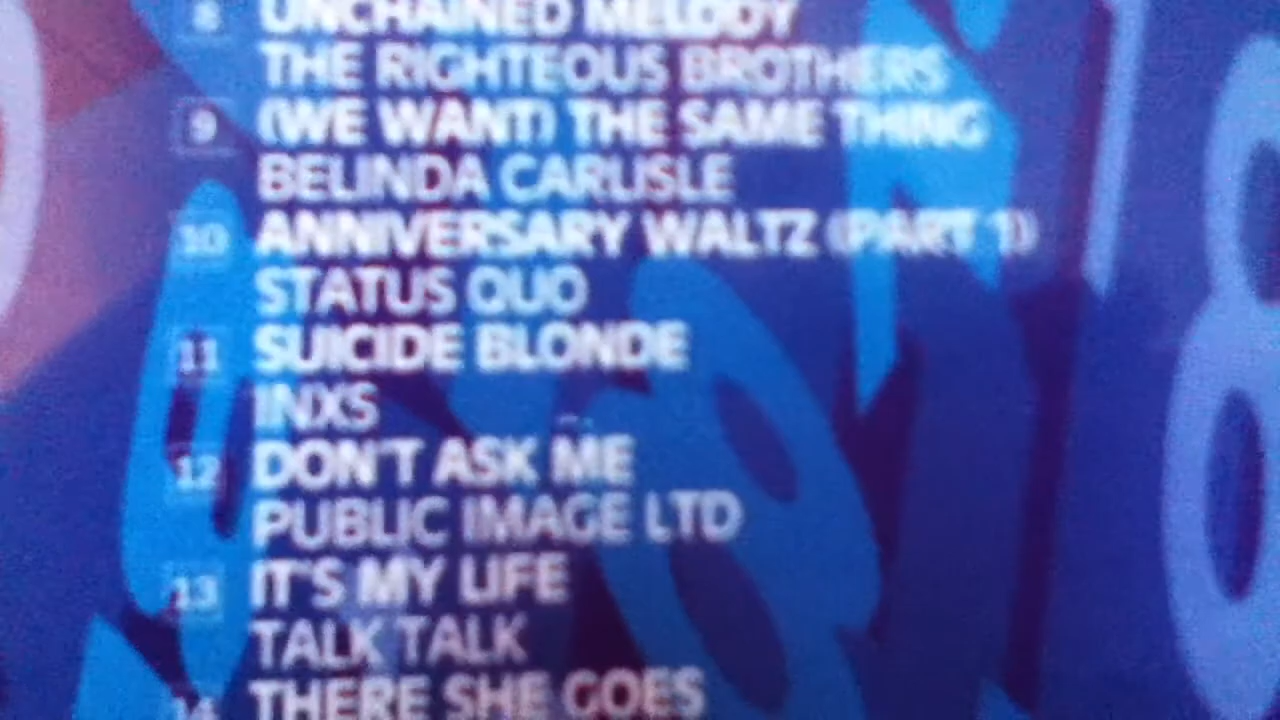 8 UNCHAINED MELODY
THE RIGHTEOUS BROTHERS
9 (WE WANT) THE SAME THING
BELINDA CARLISLE
10 ANNIVERSARY WALTZ (PART 1)
STATUS QUO
11 SUICIDE BLONDE
INXS
12 DON'T ASK ME
PUBLIC IMAGE LTD
13 IT'S MY LIFE
TALK TALK
14 THERE SHE GOES